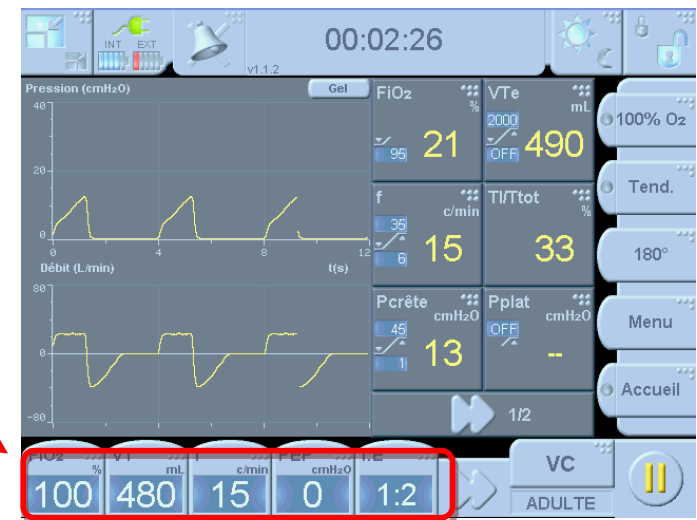 INT EXT
v1.1.2
00:02:26
Pression (cmH₂O)
Gel
40
20
0
0 4 8 12
t(s)
Débit (L/min)
80
0
-80
FiO₂
%
95
21
VTe
mL
2000
OFF
490
f
c/min
35
6
15
TI/Ttot
%
33
Pcrête
cmH₂O
45
1
13
Pplat
cmH₂O
OFF
--
1/2
100% O₂
Tend.
180°
Menu
Accueil
FiO₂
%
100
VT
mL
480
f
c/min
15
PEP
cmH₂O
0
I:E
1:2
VC
ADULTE